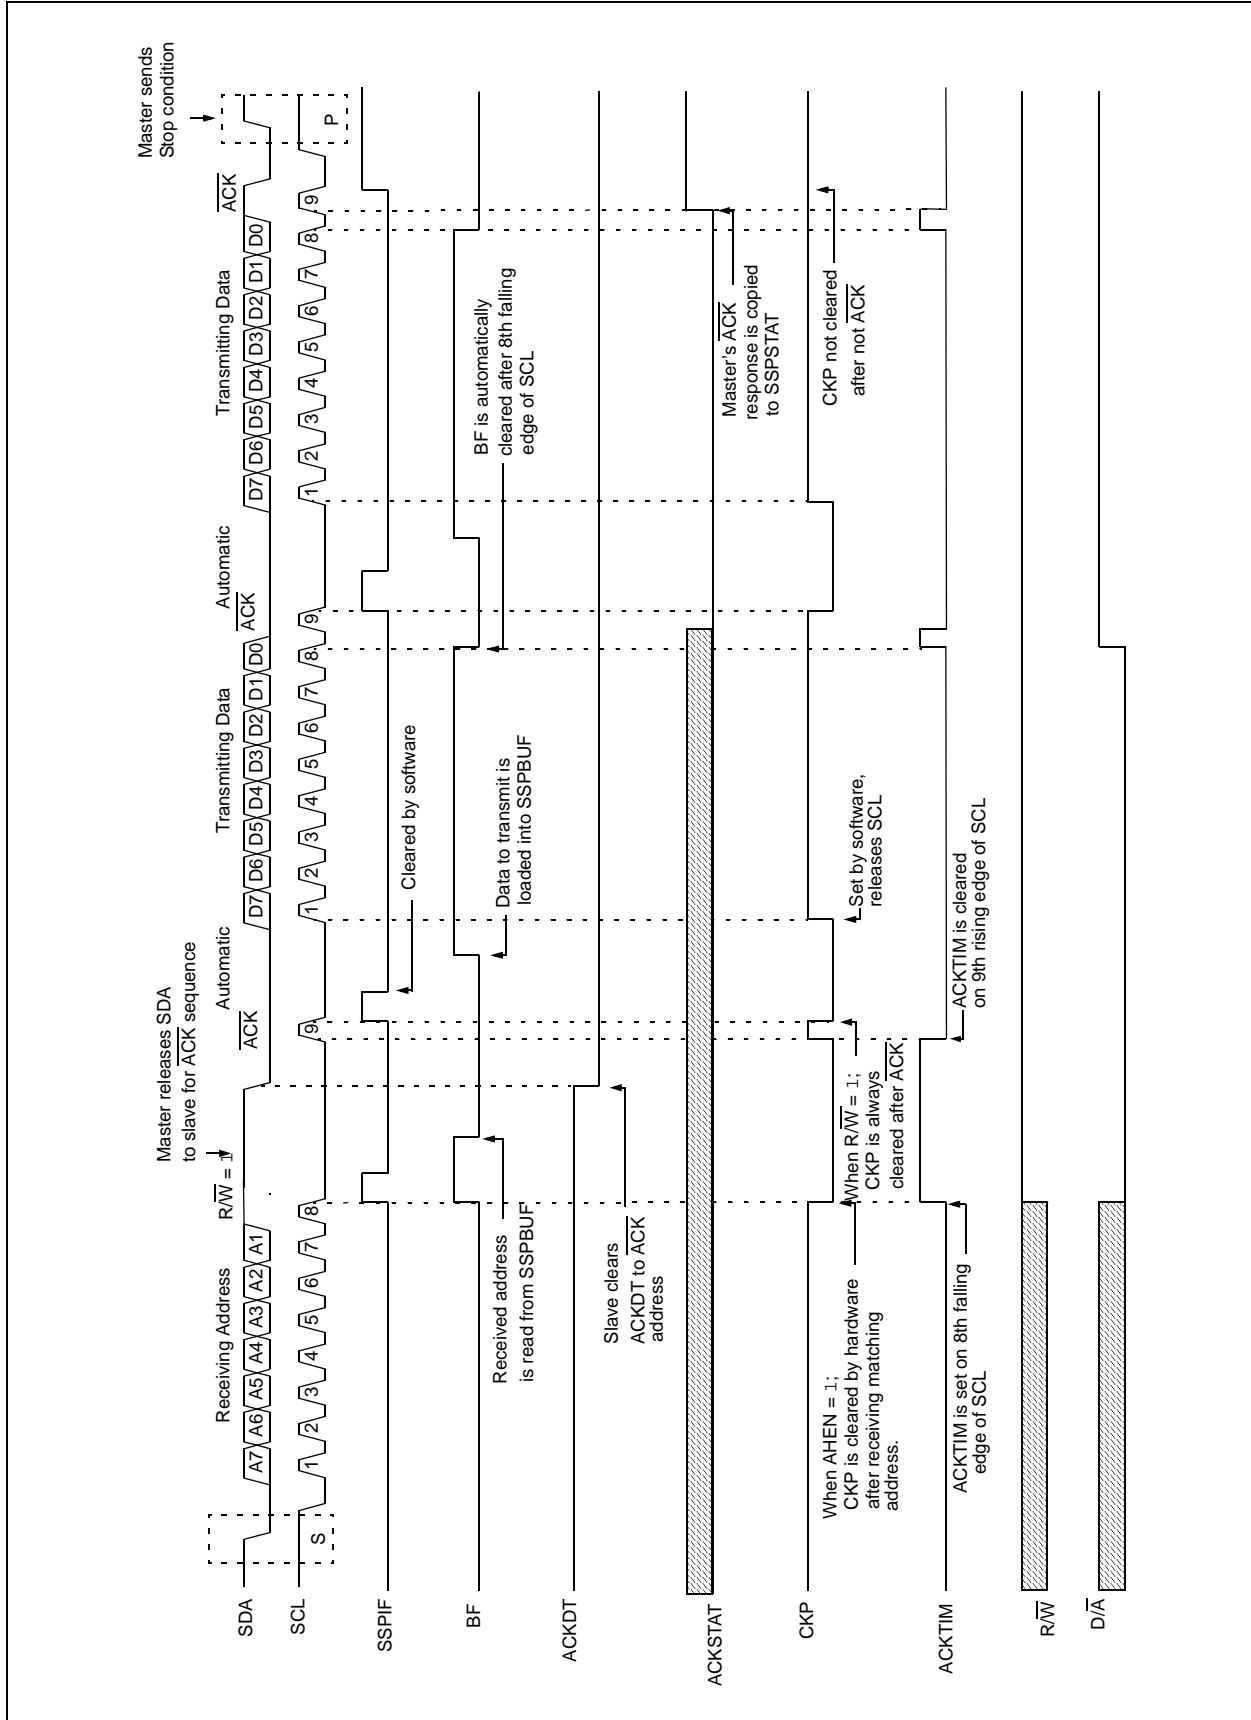 Master sends
Stop condition
Master releases SDA
to slave for ACK sequence
Receiving Address
R/W = 1
ACK
Automatic
Transmitting Data
ACK
Automatic
Transmitting Data
ACK
SDA
A7 A6 A5 A4 A3 A2 A1
D7 D6 D5 D4 D3 D2 D1 D0
D7 D6 D5 D4 D3 D2 D1 D0
SCL
1 2 3 4 5 6 7 8 9
1 2 3 4 5 6 7 8 9
1 2 3 4 5 6 7 8 9
S
P
SSPIF
Cleared by software
BF
Received address
is read from SSPBUF
Data to transmit is
loaded into SSPBUF
BF is automatically
cleared after 8th falling
edge of SCL
ACKDT
Slave clears
ACKDT to ACK
address
ACKSTAT
Master's ACK
response is copied
to SSPSTAT
CKP
When AHEN = 1;
CKP is cleared by hardware
after receiving matching
address.
When R/W = 1;
CKP is always
cleared after ACK
Set by software,
releases SCL
CKP not cleared
after not ACK
ACKTIM
ACKTIM is set on 8th falling
edge of SCL
ACKTIM is cleared
on 9th rising edge of SCL
R/W
D/A